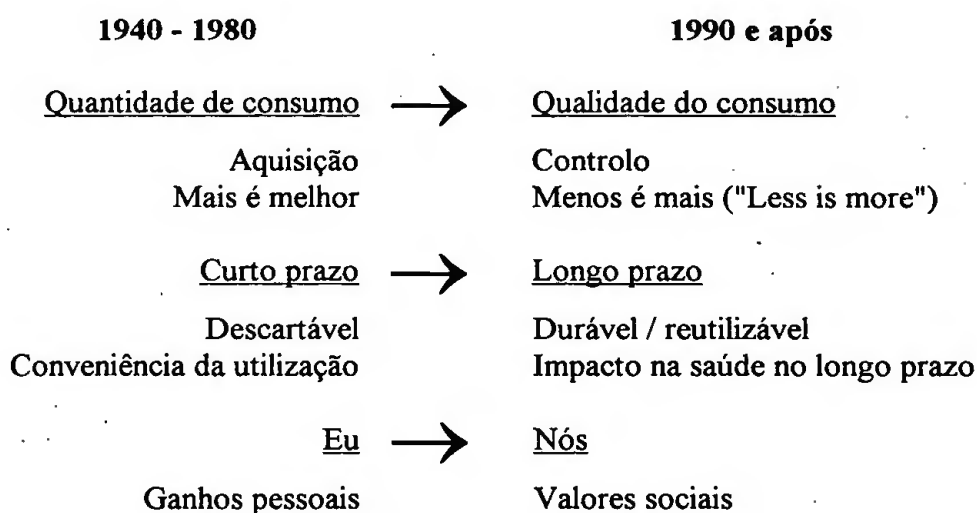 1940 - 1980 1990 e após
Quantidade de consumo → Qualidade do consumo
Aquisição Controlo
Mais é melhor Menos é mais ("Less is more")
Curto prazo → Longo prazo
Descartável Durável / reutilizável
Conveniência da utilização Impacto na saúde no longo prazo
Eu → Nós
Ganhos pessoais Valores sociais